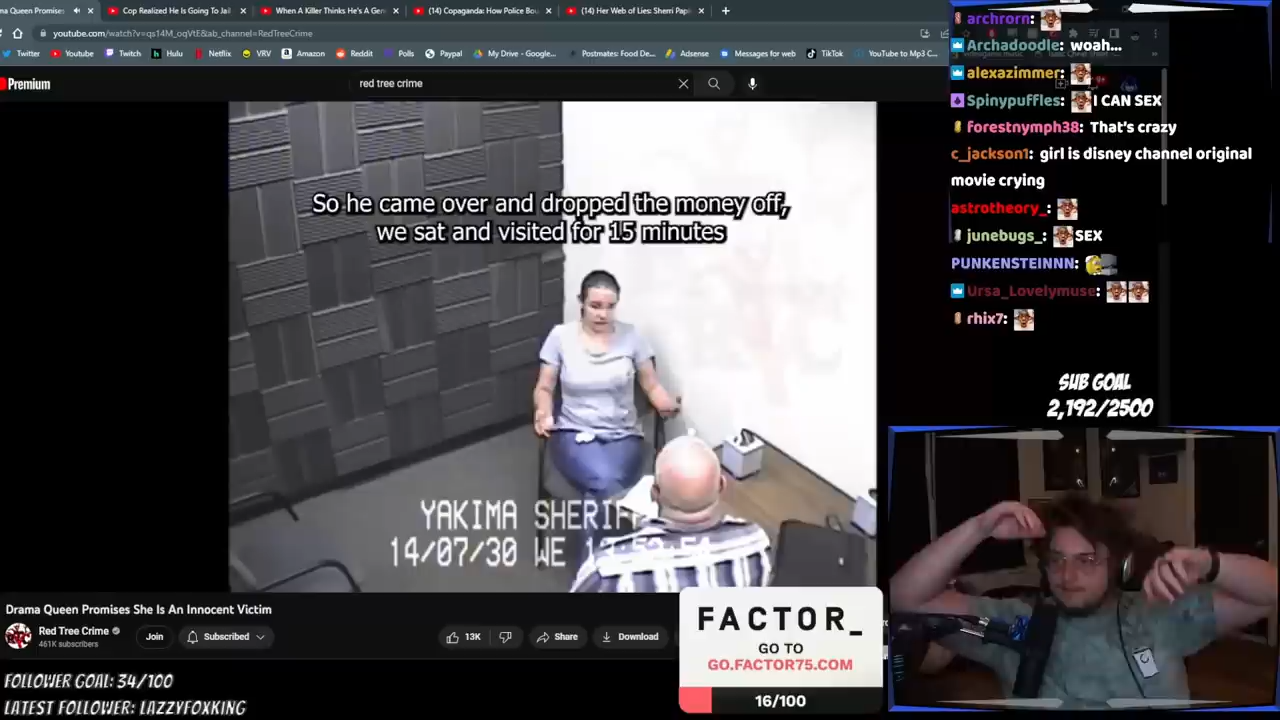 na Queen Promises
Cop Realized He Is Going To Jail
When A Killer Thinks He's A Gen
(14) Copaganda: How Police Bou
(14) Her Web of Lies: Sherri Pap
youtube.com/watch?v=qs14M_oqVtE&ab_channel=RedTreeCrime
Twitter YouTube Twitch Hulu Netflix VRV Amazon Reddit Polls Paypal My Drive - Google... Postmates: Food De... Adsense Messages for web TikTok YouTube to Mp3 C...
Premium
red tree crime
So he came over and dropped the money off,
we sat and visited for 15 minutes
YAKIMA SHERIF
14/07/30 WE
Drama Queen Promises She Is An Innocent Victim
Red Tree Crime
461K subscribers
Join
Subscribed
13K
Share
Download
FOLLOWER GOAL: 34/100
LATEST FOLLOWER: LAZZYFOXKING
FACTOR_
GO TO
GO.FACTOR75.COM
16/100
archrorn:
Archadoodle: woah...
alexazimmer:
Spinypuffles: I CAN SEX
forestnymph38: That's crazy
c_jackson1: girl is disney channel original
movie crying
astrotheory_:
junebugs_: SEX
PUNKENSTEINNN:
Ursa_Lovelymuse:
rhix7:
SUB GOAL
2,192/2500